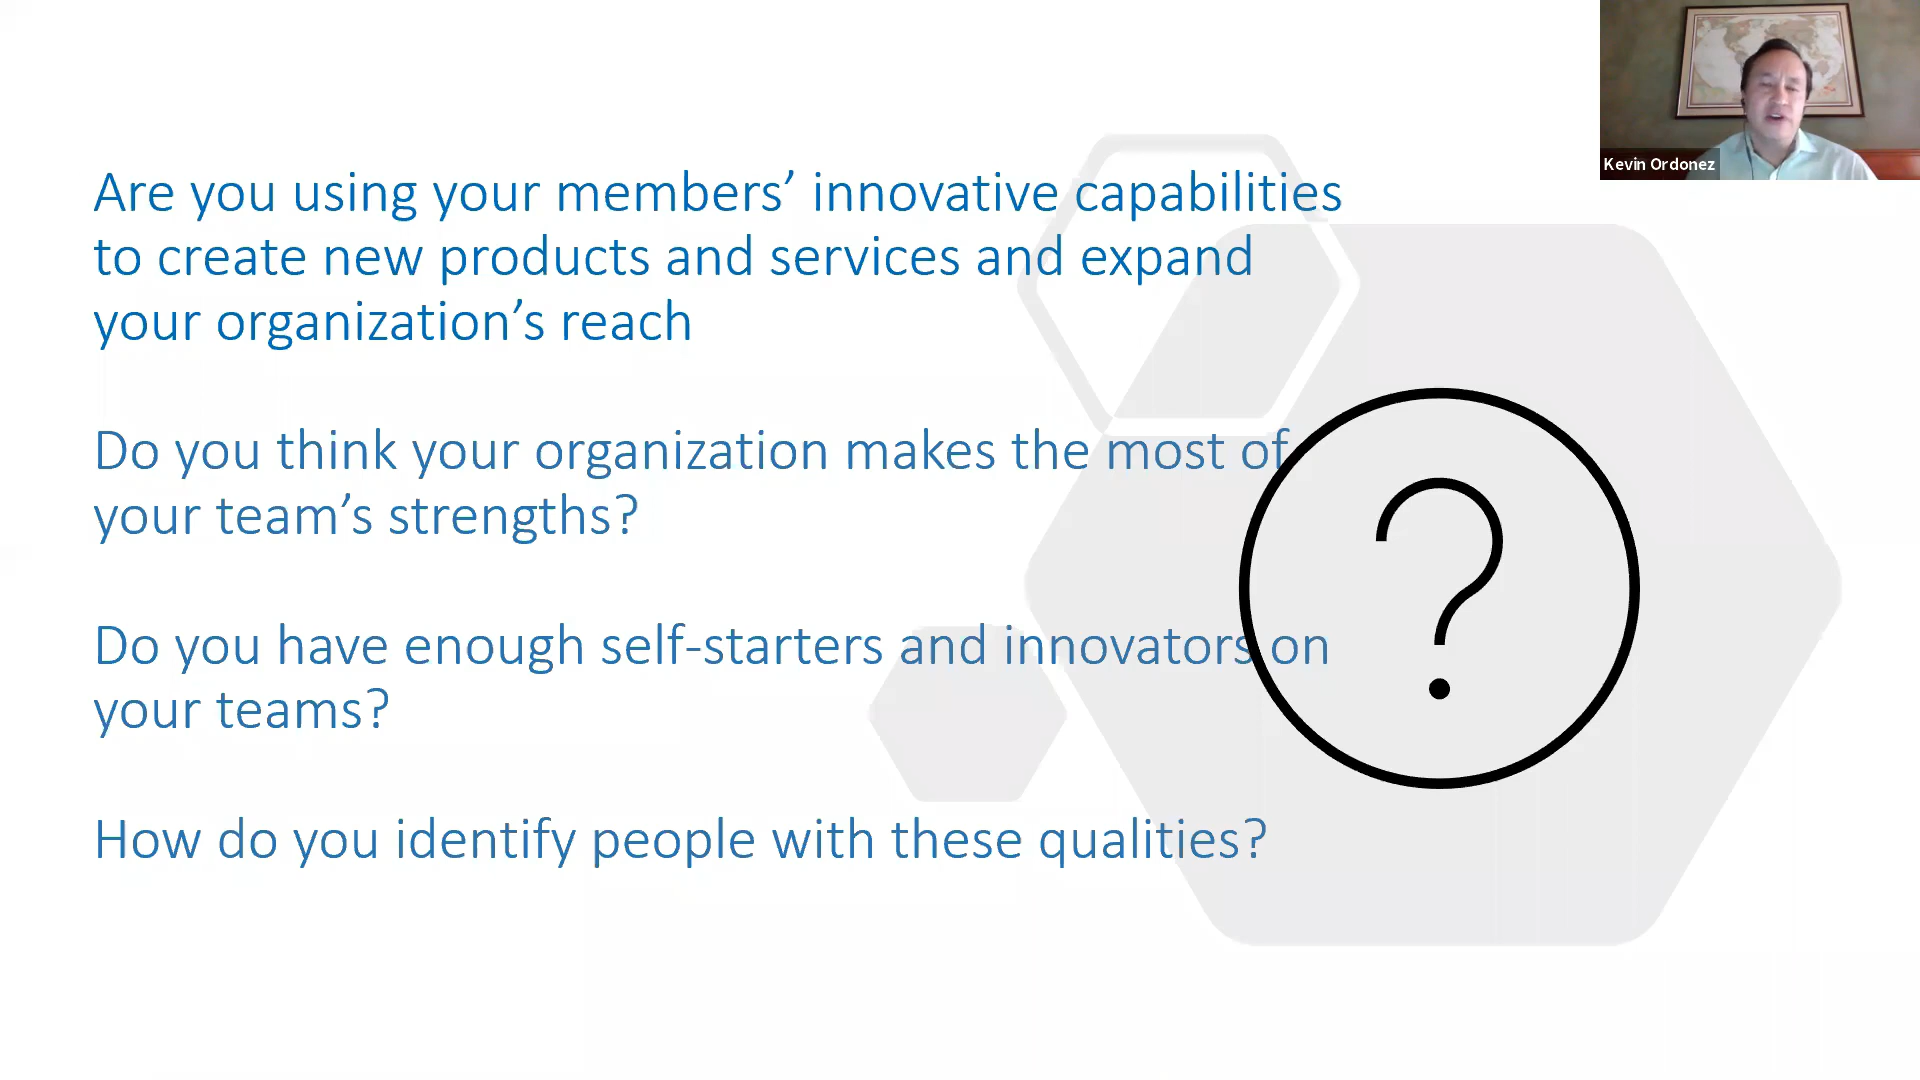 Are you using your members’ innovative capabilities
to create new products and services and expand
your organization’s reach
Do you think your organization makes the most of
your team’s strengths?
Do you have enough self-starters and innovators on
your teams?
How do you identify people with these qualities?
?
Kevin Ordonez